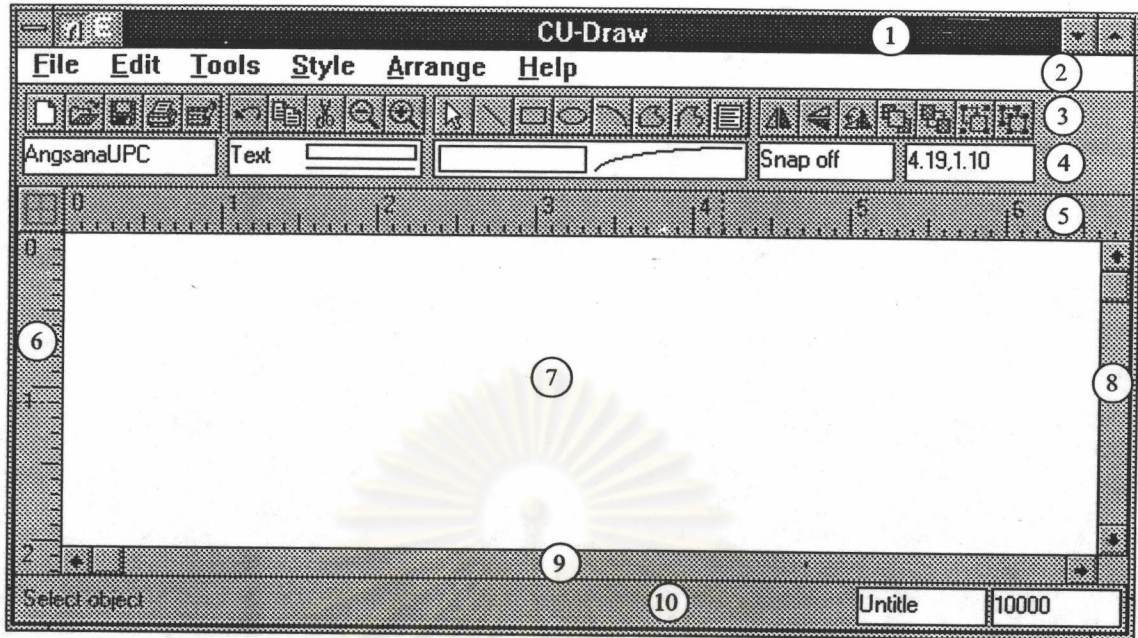 CU-Draw 1
File Edit Tools Style Arrange Help 2
3
AngsanaUPC Text Snap off 4.19,1.10 4
0 1 2 3 4 5 6 5
0
6
7
8
1
2
9
Select object 10 Untitle 10000